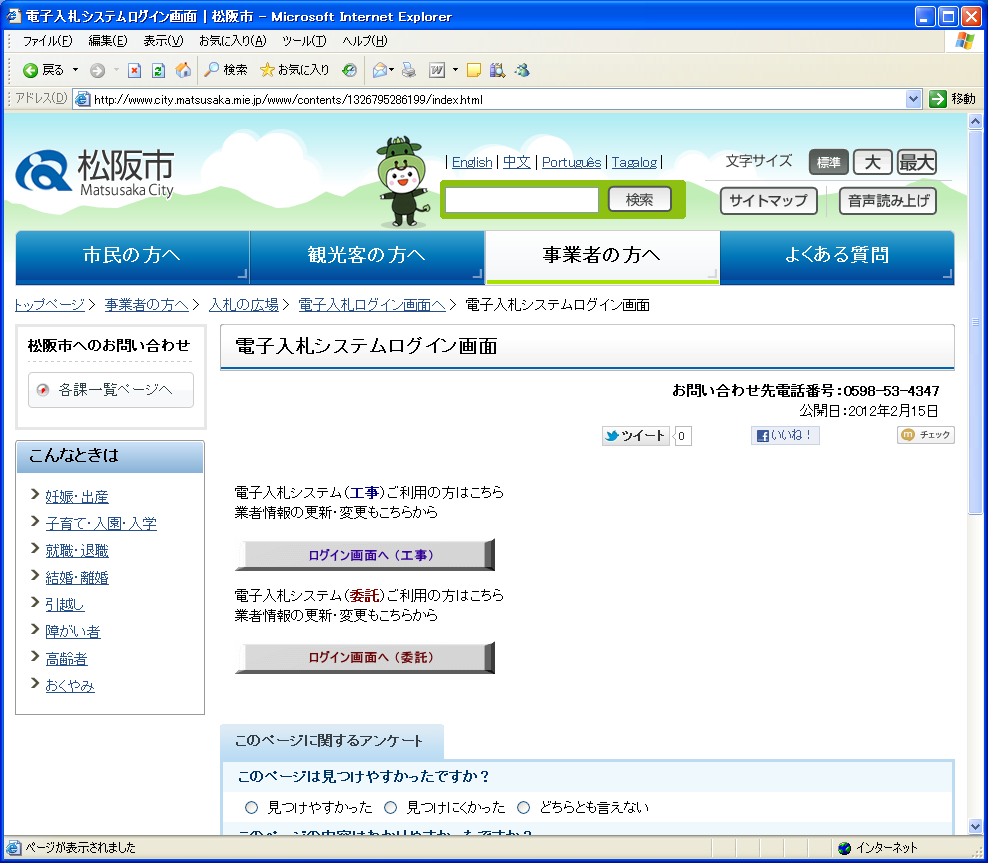 電子入札システムログイン画面 | 松阪市 - Microsoft Internet Explorer
ファイル(F) 編集(E) 表示(V) お気に入り(A) ツール(T) ヘルプ(H)
戻る 検索 お気に入り
アドレス(D) http://www.city.matsusaka.mie.jp/www/contents/1326795286199/index.html 移動
松阪市
Matsusaka City
| English | 中文 | Português | Tagalog |
検索
文字サイズ 標準 大 最大
サイトマップ 音声読み上げ
市民の方へ 観光客の方へ 事業者の方へ よくある質問
トップページ> 事業者の方へ> 入札の広場> 電子入札ログイン画面へ> 電子入札システムログイン画面
松阪市へのお問い合わせ
各課一覧ページへ
こんなときは
妊娠・出産
子育て・入園・入学
就職・退職
結婚・離婚
引越し
障がい者
高齢者
おくやみ
電子入札システムログイン画面
お問い合わせ先電話番号:0598-53-4347
公開日:2012年2月15日
ツイート 0 いいね! チェック
電子入札システム(工事)ご利用の方はこちら
業者情報の更新・変更もこちらから
ログイン画面へ(工事)
電子入札システム(委託)ご利用の方はこちら
業者情報の更新・変更もこちらから
ログイン画面へ(委託)
このページに関するアンケート
このページは見つけやすかったですか?
見つけやすかった 見つけにくかった どちらとも言えない
ページが表示されました インターネット